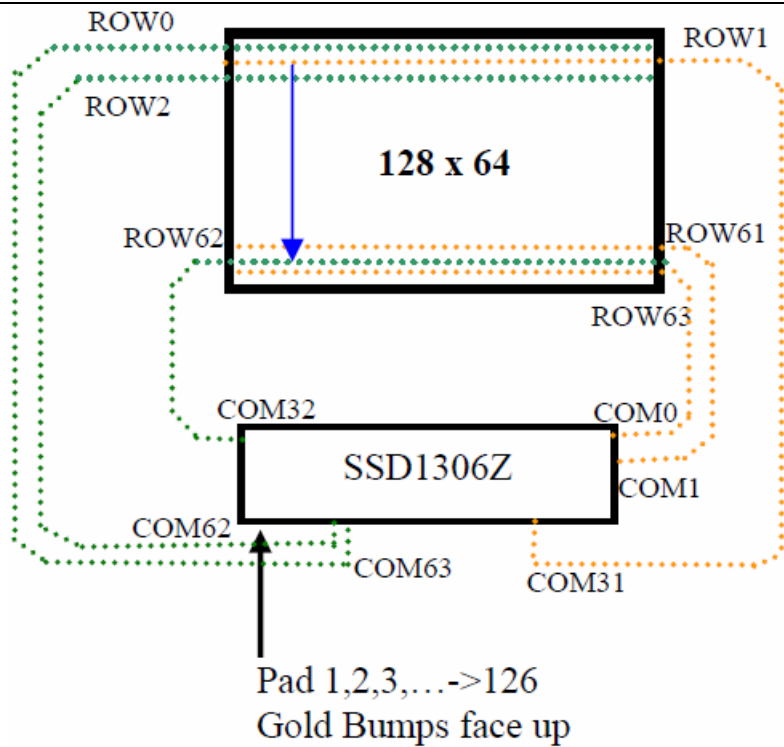 ROW0
ROW1
ROW2
128 x 64
ROW62
ROW61
ROW63
COM32
COM0
SSD1306Z
COM1
COM62
COM63
COM31
Pad 1,2,3,…->126
Gold Bumps face up